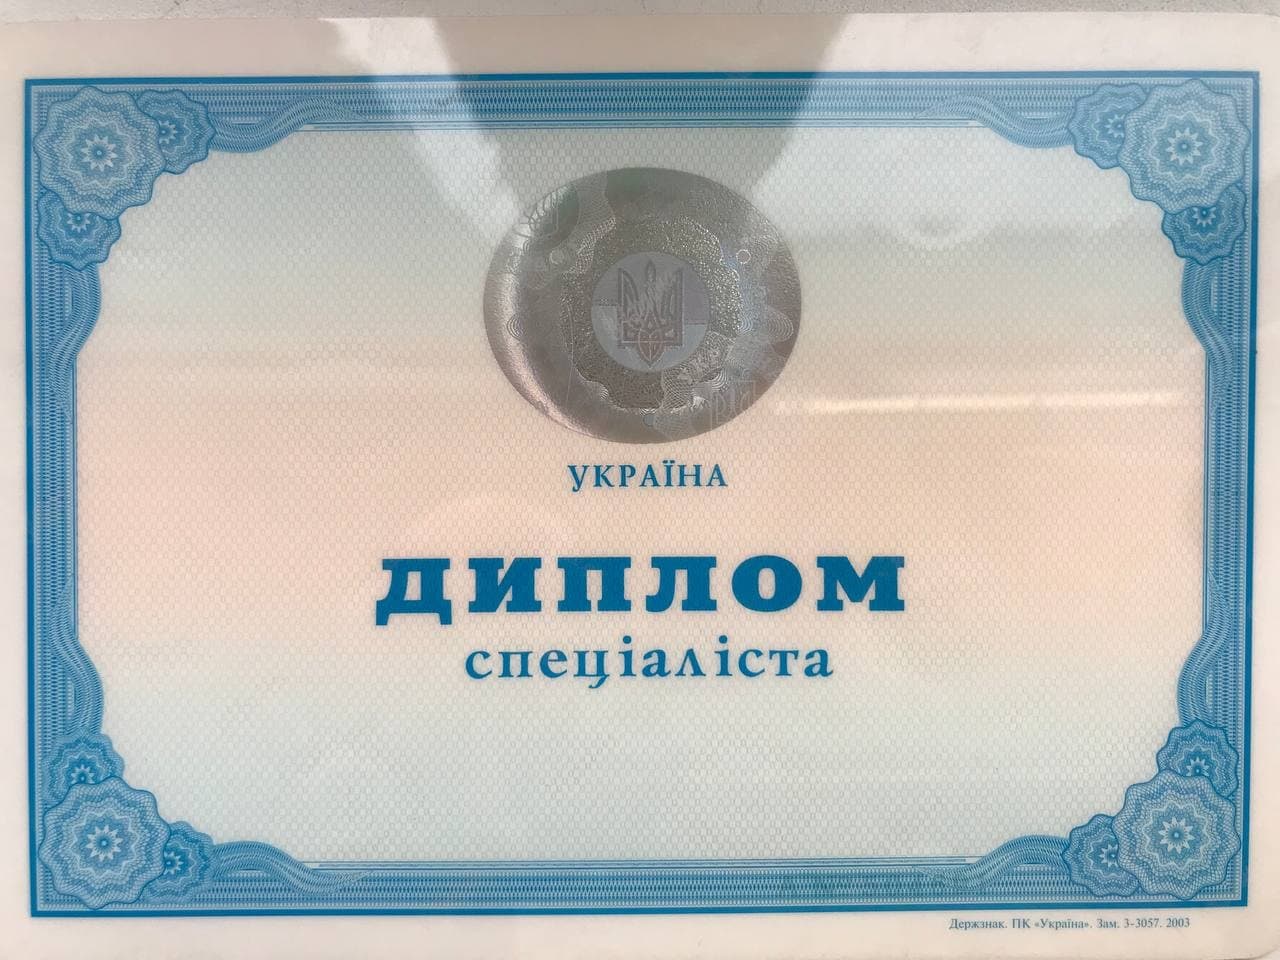 УКРАЇНА
ДИПЛОМ
спеціаліста
Держзнак. ПК «Україна». Зам. 3-3057. 2003